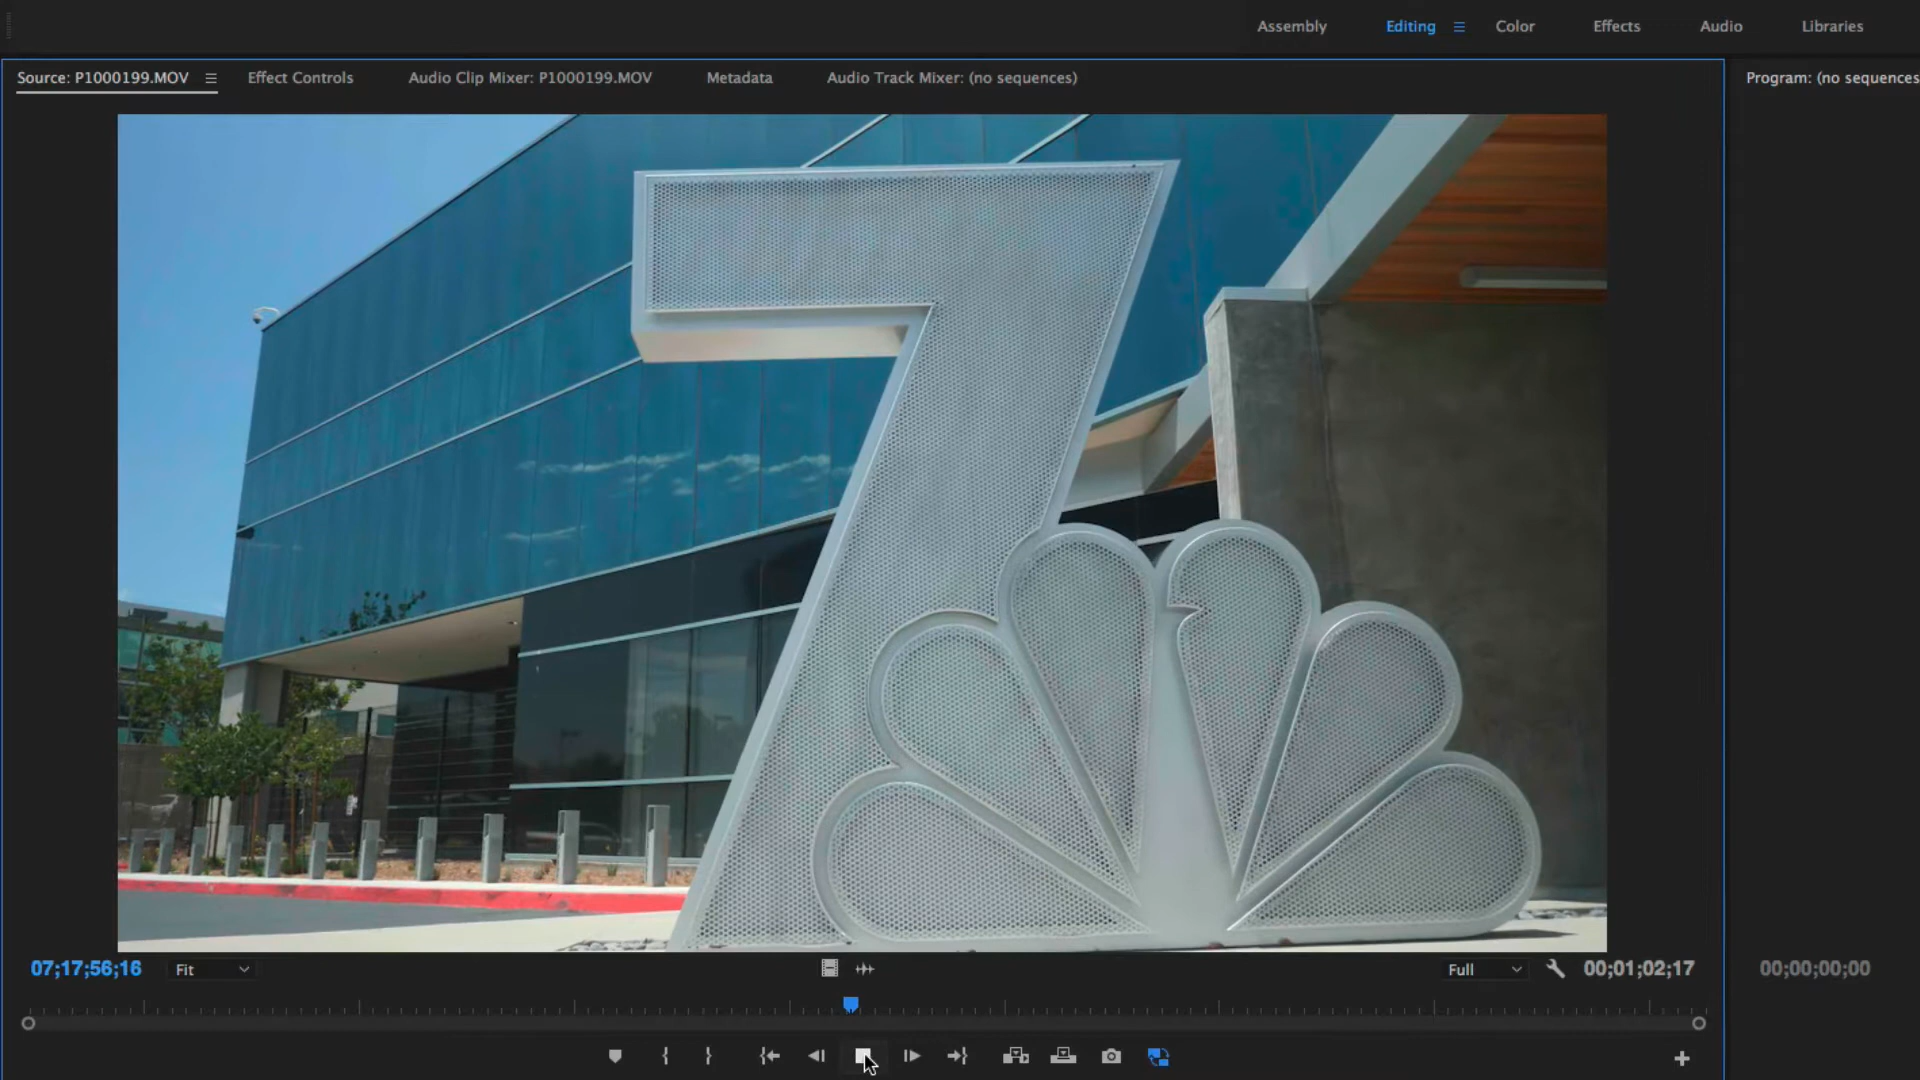 Assembly Editing Color Effects Audio Libraries
Source: P1000199.MOV Effect Controls Audio Clip Mixer: P1000199.MOV Metadata Audio Track Mixer: (no sequences) Program: (no sequences
7
07;17;56;16 Fit Full 00;01;02;17 00;00;00;00